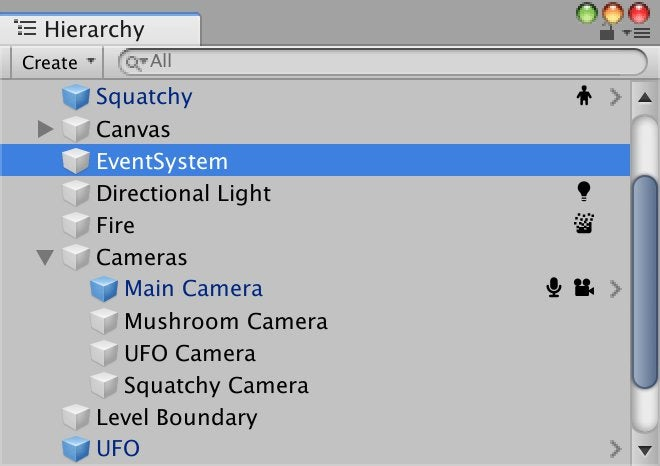 Hierarchy
Create All
Squatchy
Canvas
EventSystem
Directional Light
Fire
Cameras
Main Camera
Mushroom Camera
UFO Camera
Squatchy Camera
Level Boundary
UFO